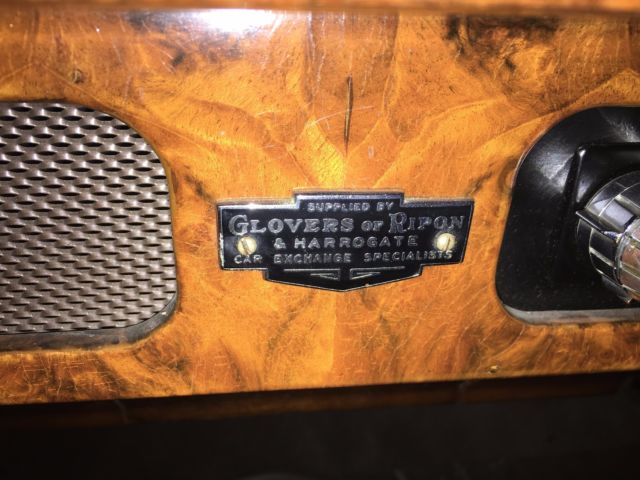 SUPPLIED BY
GLOVERS OF RIPON
& HARROGATE
CAR EXCHANGE SPECIALISTS